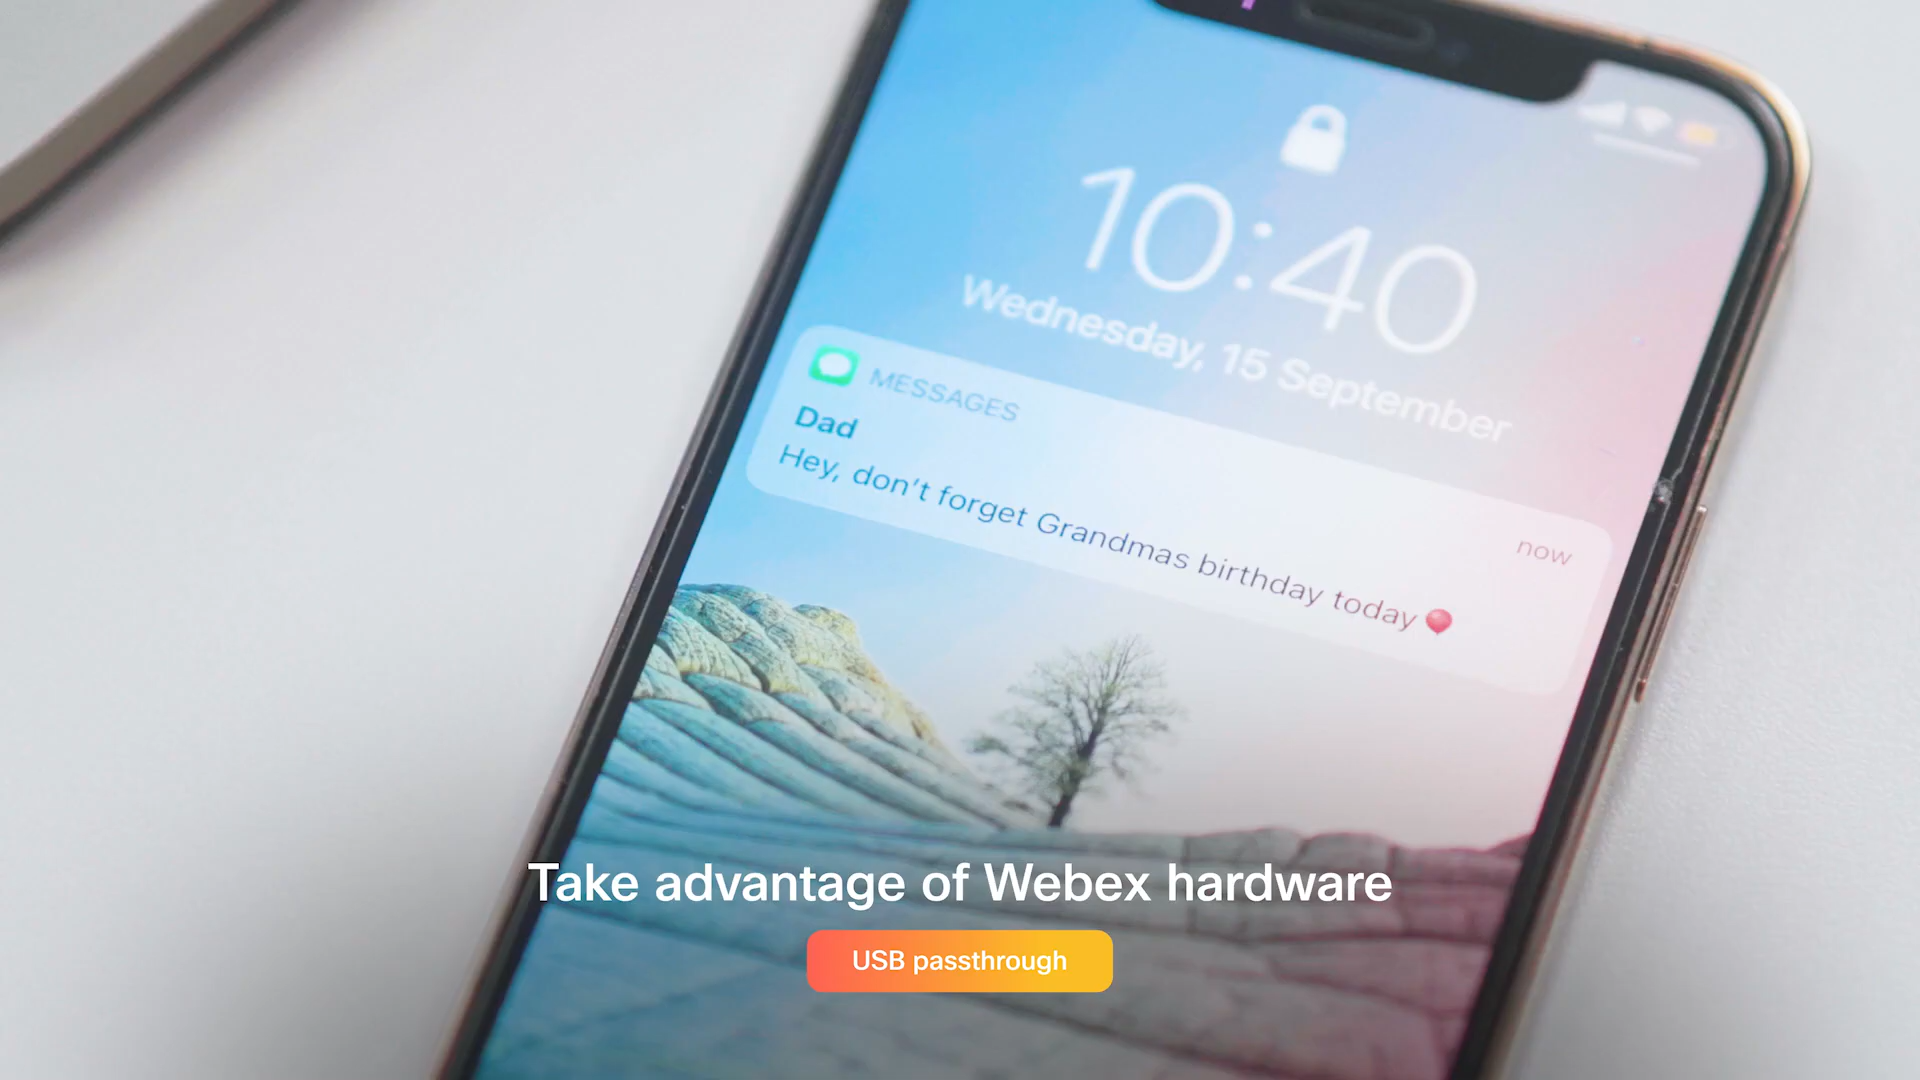 10:40
Wednesday, 15 September
MESSAGES
now
Dad
Hey, don't forget Grandmas birthday today
Take advantage of Webex hardware
USB passthrough